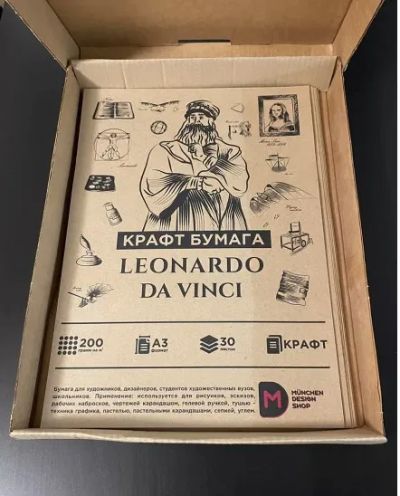 КРАФТ БУМАГА
LEONARDO
DA VINCI
200
А3
формат
30
листов
КРАФТ
Бумага для художников, дизайнеров, студентов художественных вузов,
школьников. Применение: используется для рисунков, эскизов,
рабочих набросков, чертежей карандашом, гелевой ручкой, тушью -
техника графика, пастелью, пастельными карандашами, сепией, углем.
MÜNCHEN
DESIGN
SHOP